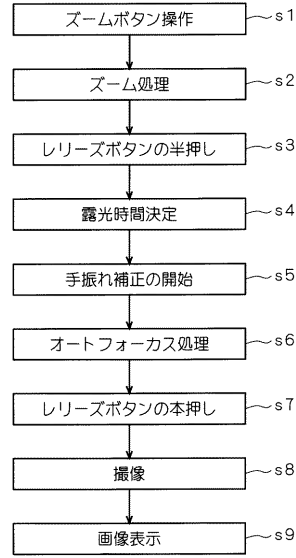 ズームボタン操作 s1
ズーム処理 s2
レリーズボタンの半押し s3
露光時間決定 s4
手振れ補正の開始 s5
オートフォーカス処理 s6
レリーズボタンの本押し s7
撮像 s8
画像表示 s9